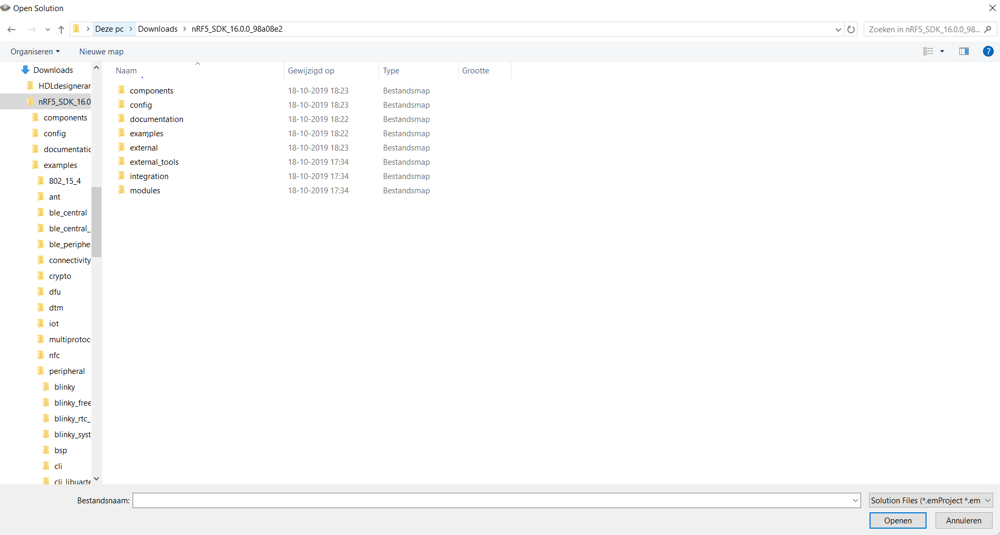 Open Solution
Deze pc Downloads nRF5_SDK_16.0.0_98a08e2
Zoeken in nRF5_SDK_16.0.0_98...
Organiseren Nieuwe map
?
Downloads
HDLdesignerar
nRF5_SDK_16.0
components
config
documentatic
examples
802_15_4
ant
ble_central
ble_central_
ble_periphe
connectivity
crypto
dfu
dtm
iot
multiprotoc
nfc
peripheral
blinky
blinky_free
blinky_rtc_
blinky_syst
bsp
cli
cli_libuarte
Naam Gewijzigd op Type Grootte
components 18-10-2019 18:23 Bestandsmap
config 18-10-2019 18:23 Bestandsmap
documentation 18-10-2019 18:22 Bestandsmap
examples 18-10-2019 18:22 Bestandsmap
external 18-10-2019 18:23 Bestandsmap
external_tools 18-10-2019 17:34 Bestandsmap
integration 18-10-2019 17:34 Bestandsmap
modules 18-10-2019 17:34 Bestandsmap
Bestandsnaam:
Solution Files (*.emProject *.em
Openen Annuleren